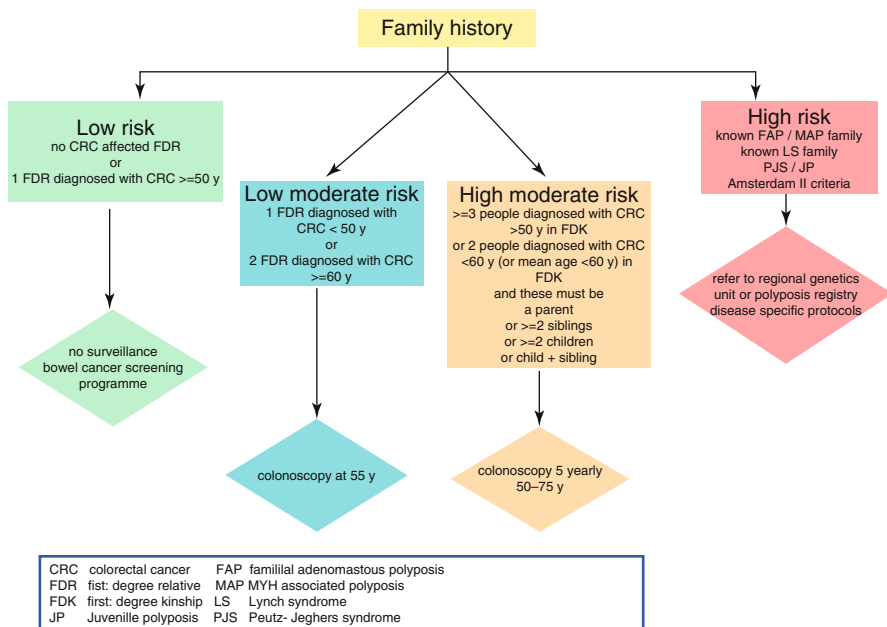 Family history
Low risk
no CRC affected FDR
or
1 FDR diagnosed with CRC >=50 y
no surveillance
bowel cancer screening
programme
Low moderate risk
1 FDR diagnosed with
CRC < 50 y
or
2 FDR diagnosed with CRC
>=60 y
colonoscopy at 55 y
High moderate risk
>=3 people diagnosed with CRC
>50 y in FDK
or 2 people diagnosed with CRC
<60 y (or mean age <60 y) in
FDK
and these must be
a parent
or >=2 siblings
or >=2 children
or child + sibling
colonoscopy 5 yearly
50–75 y
High risk
known FAP / MAP family
known LS family
PJS / JP
Amsterdam II criteria
refer to regional genetics
unit or polyposis registry
disease specific protocols
CRC colorectal cancer FAP famililal adenomastous polyposis
FDR fist: degree relative MAP MYH associated polyposis
FDK first: degree kinship LS Lynch syndrome
JP Juvenille polyposis PJS Peutz- Jeghers syndrome